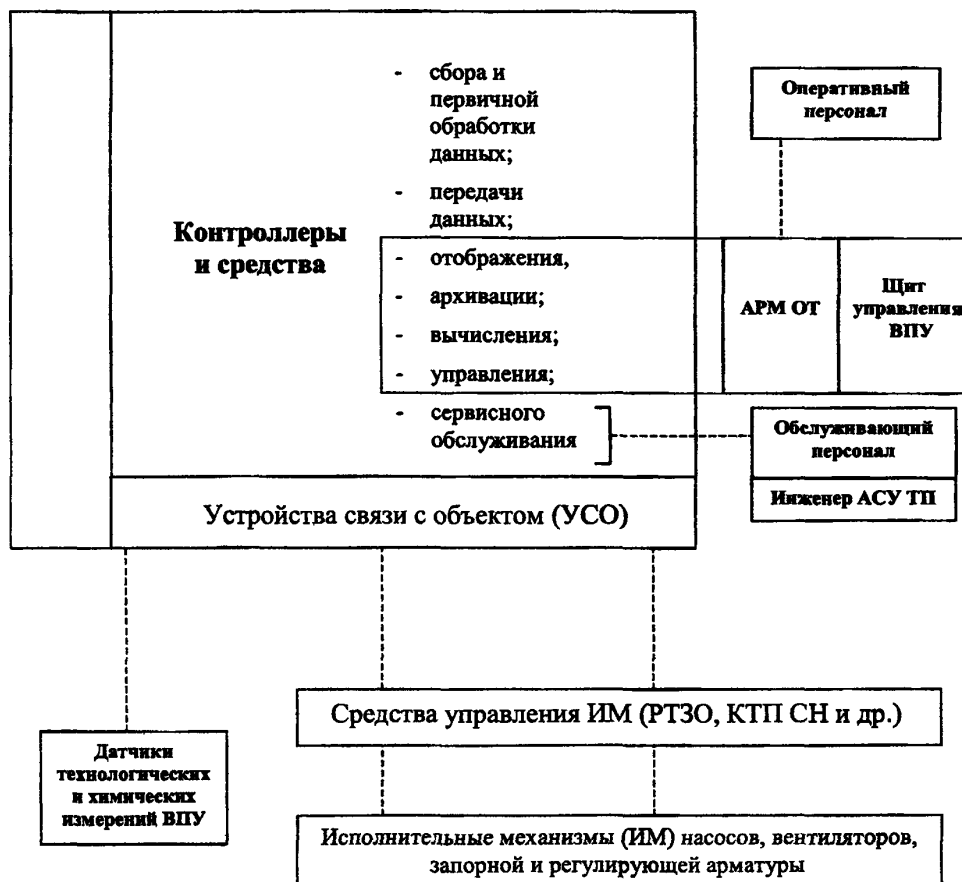 Контроллеры
и средства
- сбора и
первичной
обработки
данных;
- передачи
данных;
- отображения,
- архивации;
- вычисления;
- управления;
- сервисного
обслуживания
Оперативный
персонал
АРМ ОТ
Щит
управления
ВПУ
Обслуживающий
персонал
Инженер АСУ ТП
Устройства связи с объектом (УСО)
Средства управления ИМ (РТЗО, КТП СН и др.)
Датчики
технологических
и химических
измерений ВПУ
Исполнительные механизмы (ИМ) насосов, вентиляторов,
запорной и регулирующей арматуры